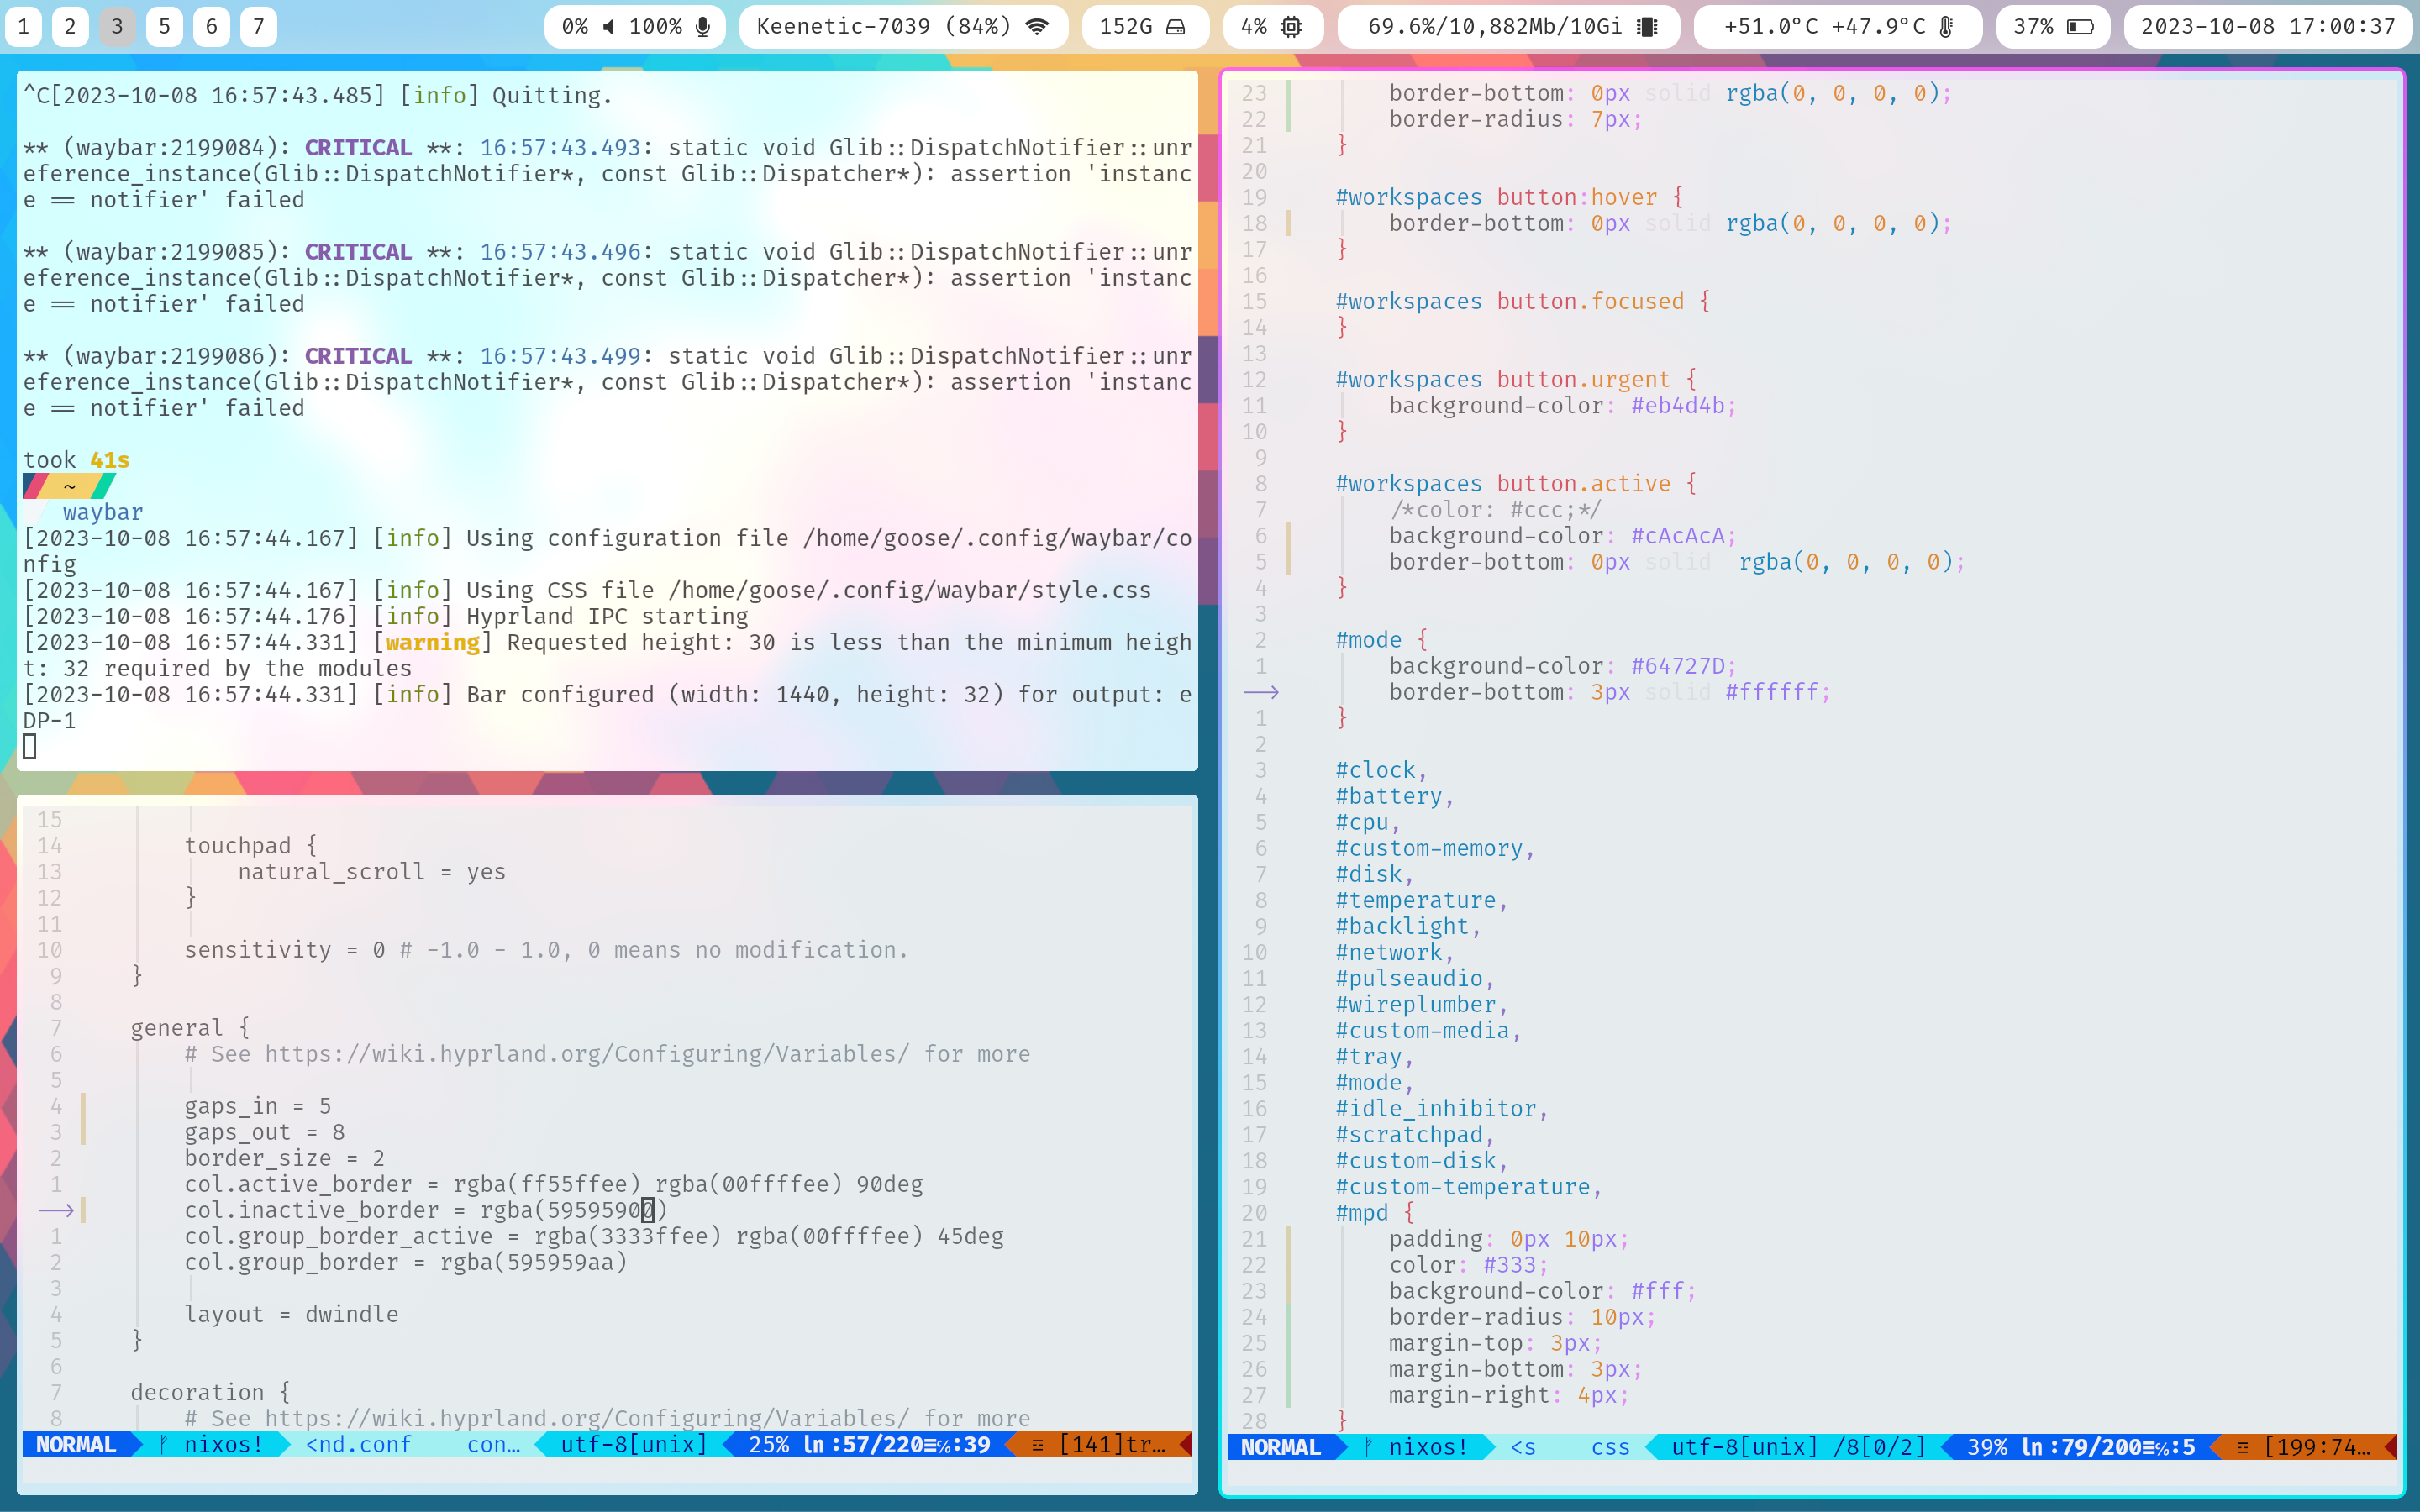 1 2 3 5 6 7 0% 100% Keenetic-7039 (84%) 152G 4% 69.6%/10,882Mb/10Gi +51.0°C +47.9°C 37% 2023-10-08 17:00:37
^C[2023-10-08 16:57:43.485] [info] Quitting.
** (waybar:2199084): CRITICAL **: 16:57:43.493: static void Glib::DispatchNotifier::unr
eference_instance(Glib::DispatchNotifier*, const Glib::Dispatcher*): assertion 'instanc
e == notifier' failed
** (waybar:2199085): CRITICAL **: 16:57:43.496: static void Glib::DispatchNotifier::unr
eference_instance(Glib::DispatchNotifier*, const Glib::Dispatcher*): assertion 'instanc
e == notifier' failed
** (waybar:2199086): CRITICAL **: 16:57:43.499: static void Glib::DispatchNotifier::unr
eference_instance(Glib::DispatchNotifier*, const Glib::Dispatcher*): assertion 'instanc
e == notifier' failed
took 41s
~
waybar
[2023-10-08 16:57:44.167] [info] Using configuration file /home/goose/.config/waybar/co
nfig
[2023-10-08 16:57:44.167] [info] Using CSS file /home/goose/.config/waybar/style.css
[2023-10-08 16:57:44.176] [info] Hyprland IPC starting
[2023-10-08 16:57:44.331] [warning] Requested height: 30 is less than the minimum heigh
t: 32 required by the modules
[2023-10-08 16:57:44.331] [info] Bar configured (width: 1440, height: 32) for output: e
DP-1
15
14 touchpad {
13 natural_scroll = yes
12 }
11
10 sensitivity = 0 # -1.0 - 1.0, 0 means no modification.
9 }
8
7 general {
6 # See https://wiki.hyprland.org/Configuring/Variables/ for more
5
4 gaps_in = 5
3 gaps_out = 8
2 border_size = 2
1 col.active_border = rgba(ff55ffee) rgba(00ffffee) 90deg
→ col.inactive_border = rgba(59595900)
1 col.group_border_active = rgba(3333ffee) rgba(00ffffee) 45deg
2 col.group_border = rgba(595959aa)
3
4 layout = dwindle
5 }
6
7 decoration {
8 # See https://wiki.hyprland.org/Configuring/Variables/ for more
NORMAL nixos! <nd.conf con… utf-8[unix] 25% ln:57/220≡℅:39 [141]tr…
23 border-bottom: 0px solid rgba(0, 0, 0, 0);
22 border-radius: 7px;
21 }
20
19 #workspaces button:hover {
18 border-bottom: 0px solid rgba(0, 0, 0, 0);
17 }
16
15 #workspaces button.focused {
14 }
13
12 #workspaces button.urgent {
11 background-color: #eb4d4b;
10 }
9
8 #workspaces button.active {
7 /*color: #ccc;*/
6 background-color: #cAcAcA;
5 border-bottom: 0px solid  rgba(0, 0, 0, 0);
4 }
3
2 #mode {
1 background-color: #64727D;
→ border-bottom: 3px solid #ffffff;
1 }
2
3 #clock,
4 #battery,
5 #cpu,
6 #custom-memory,
7 #disk,
8 #temperature,
9 #backlight,
10 #network,
11 #pulseaudio,
12 #wireplumber,
13 #custom-media,
14 #tray,
15 #mode,
16 #idle_inhibitor,
17 #scratchpad,
18 #custom-disk,
19 #custom-temperature,
20 #mpd {
21 padding: 0px 10px;
22 color: #333;
23 background-color: #fff;
24 border-radius: 10px;
25 margin-top: 3px;
26 margin-bottom: 3px;
27 margin-right: 4px;
28 }
NORMAL nixos! <s css utf-8[unix] /8[0/2] 39% ln:79/200≡℅:5 [199:74…